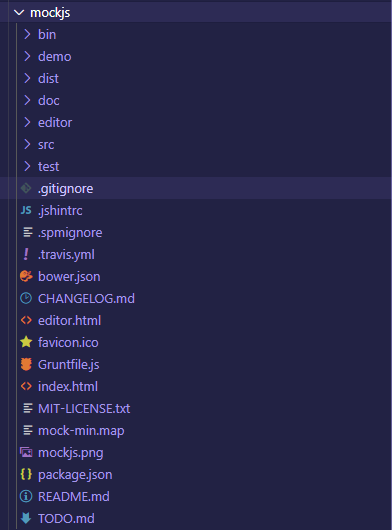 mockjs
bin
demo
dist
doc
editor
src
test
.gitignore
JS .jshintrc
.spmignore
! .travis.yml
bower.json
CHANGELOG.md
<> editor.html
favicon.ico
Gruntfile.js
<> index.html
MIT-LICENSE.txt
mock-min.map
mockjs.png
{} package.json
README.md
TODO.md